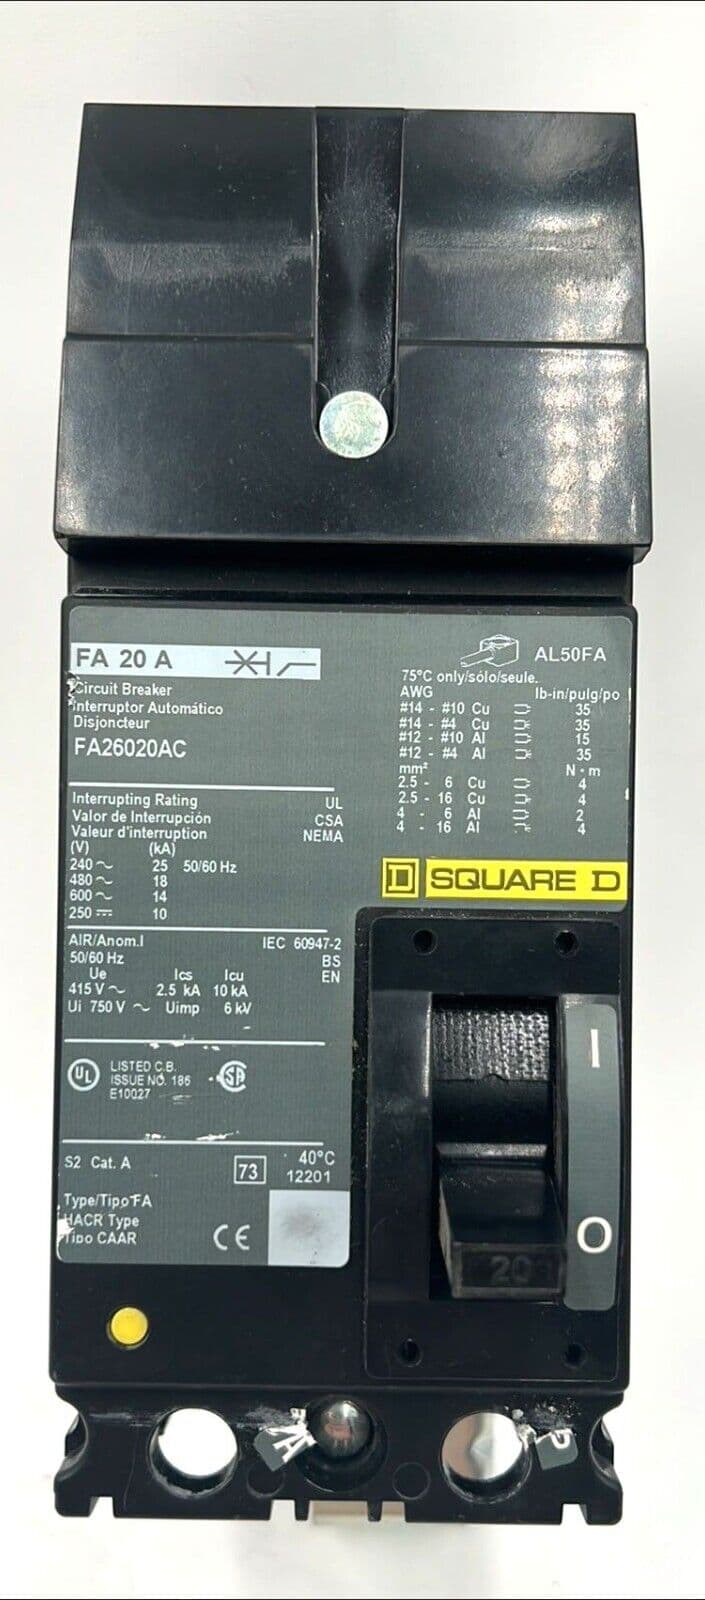 FA 20 A
Circuit Breaker
Interruptor Automático
Disjoncteur
FA26020AC
AL50FA
75°C only/sólo/seule.
AWG lb-in/pulg/po
#14 - #10 Cu 35
#14 - #4 Cu 35
#12 - #10 Al 15
#12 - #4 Al 35
mm² N - m
2.5 - 6 Cu 4
2.5 - 16 Cu 4
4 - 6 Al 2
4 - 16 Al 4
Interrupting Rating UL
Valor de Interrupción CSA
Valeur d'interruption NEMA
(V) (kA)
240 ~ 25 50/60 Hz
480 ~ 18
600 ~ 14
250 ⎓ 10
D SQUARE D
AIR/Anom.I IEC 60947-2
50/60 Hz BS
Ue Ics Icu EN
415 V ~ 2.5 kA 10 kA
Ui 750 V ~ Uimp 6 kV
UL LISTED C.B. SA
ISSUE NO. 186
E10027
S2 Cat. A 73 40°C
12201
Type/Tipo FA
HACR Type
Tipo CAAR
CE
I
O
20
A